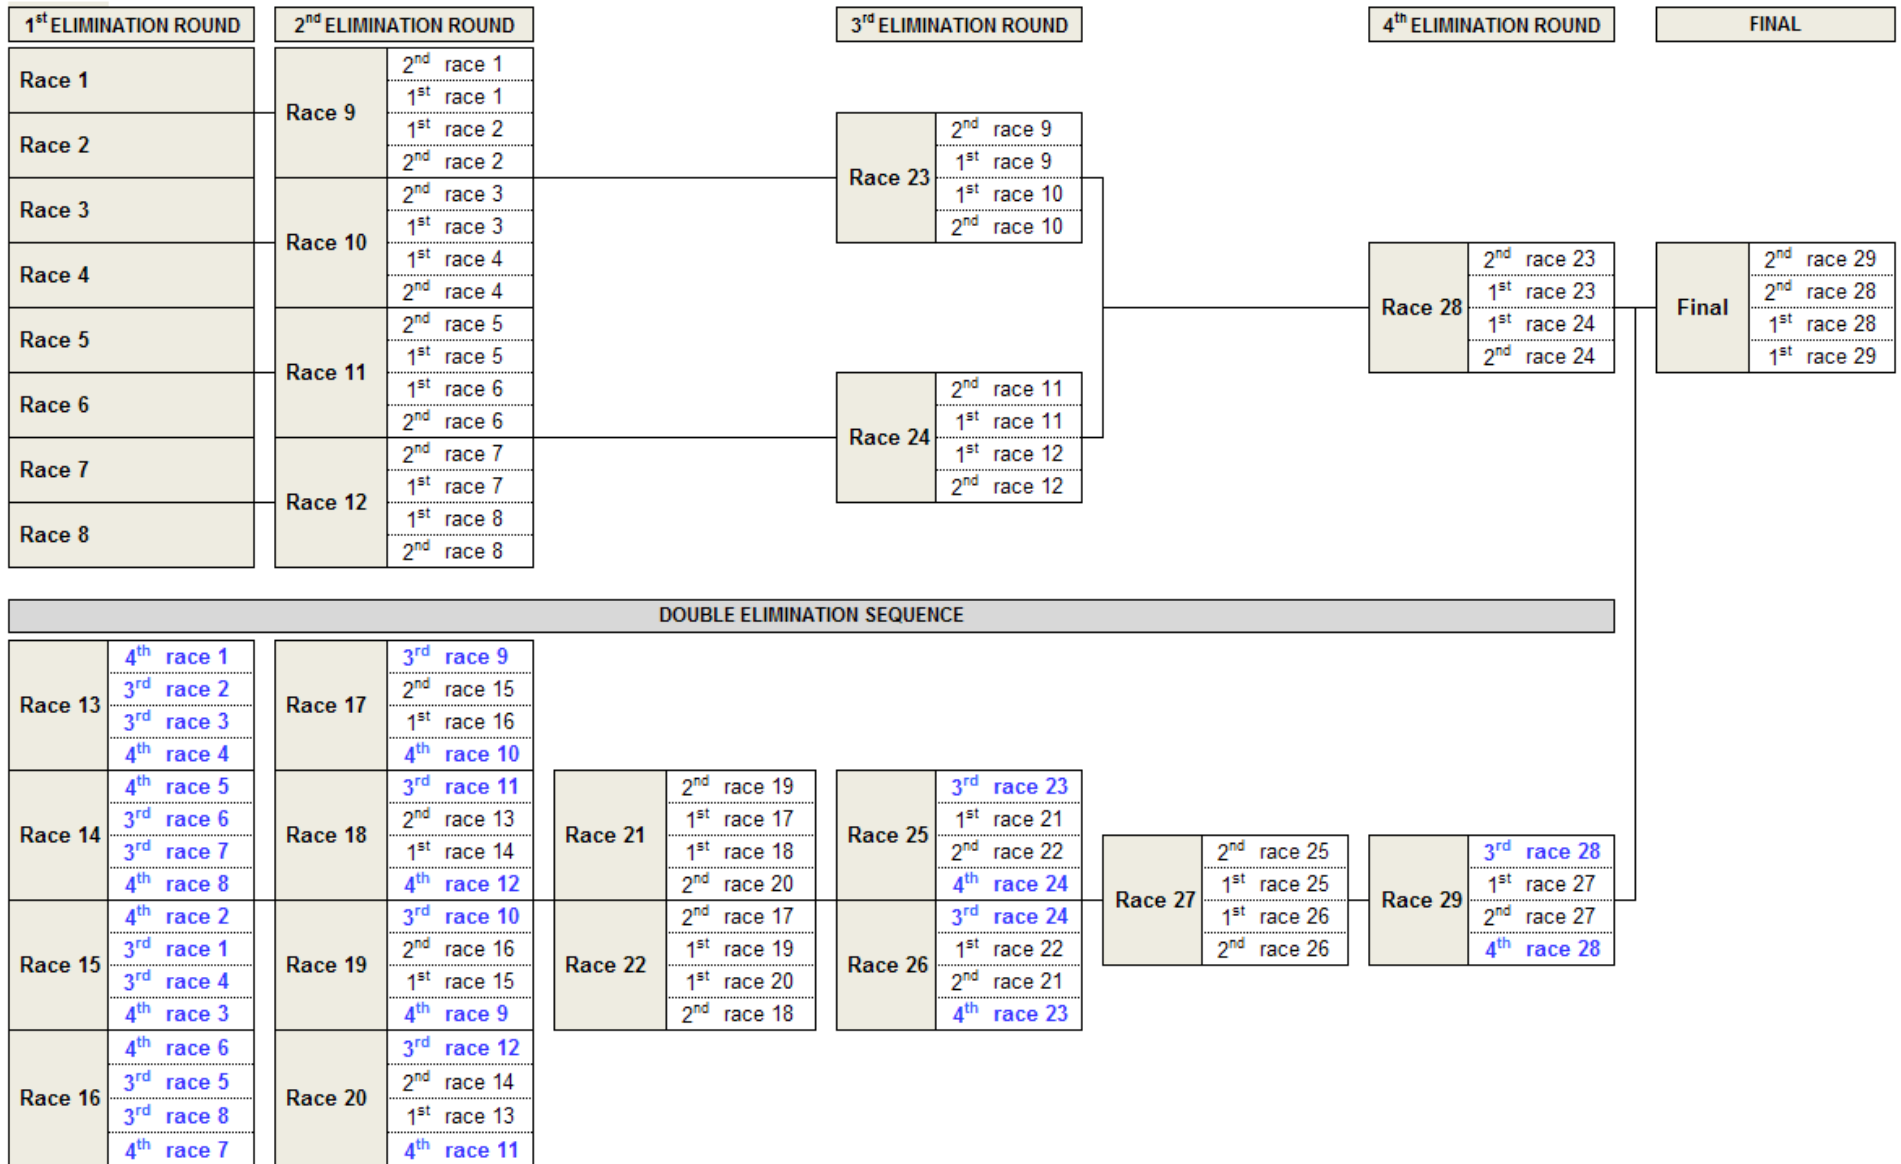 1st ELIMINATION ROUND
2nd ELIMINATION ROUND
3rd ELIMINATION ROUND
4th ELIMINATION ROUND
FINAL
Race 1
Race 2
Race 3
Race 4
Race 5
Race 6
Race 7
Race 8
Race 9
2nd race 1
1st race 1
1st race 2
2nd race 2
Race 10
2nd race 3
1st race 3
1st race 4
2nd race 4
Race 11
2nd race 5
1st race 5
1st race 6
2nd race 6
Race 12
2nd race 7
1st race 7
1st race 8
2nd race 8
Race 23
2nd race 9
1st race 9
1st race 10
2nd race 10
Race 24
2nd race 11
1st race 11
1st race 12
2nd race 12
Race 28
2nd race 23
1st race 23
1st race 24
2nd race 24
Final
2nd race 29
2nd race 28
1st race 28
1st race 29
DOUBLE ELIMINATION SEQUENCE
Race 13
4th race 1
3rd race 2
3rd race 3
4th race 4
Race 14
4th race 5
3rd race 6
3rd race 7
4th race 8
Race 15
4th race 2
3rd race 1
3rd race 4
4th race 3
Race 16
4th race 6
3rd race 5
3rd race 8
4th race 7
Race 17
3rd race 9
2nd race 15
1st race 16
4th race 10
Race 18
3rd race 11
2nd race 13
1st race 14
4th race 12
Race 19
3rd race 10
2nd race 16
1st race 15
4th race 9
Race 20
3rd race 12
2nd race 14
1st race 13
4th race 11
Race 21
2nd race 19
1st race 17
1st race 18
2nd race 20
Race 22
2nd race 17
1st race 19
1st race 20
2nd race 18
Race 25
3rd race 23
1st race 21
2nd race 22
4th race 24
Race 26
3rd race 24
1st race 22
2nd race 21
4th race 23
Race 27
2nd race 25
1st race 25
1st race 26
2nd race 26
Race 29
3rd race 28
1st race 27
2nd race 27
4th race 28